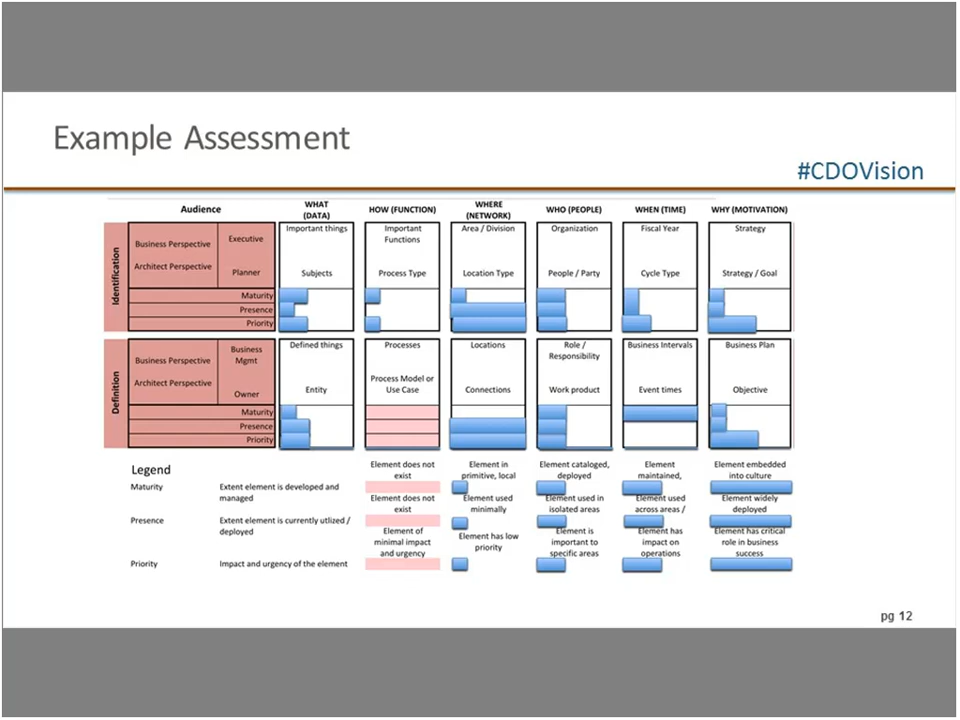 Example Assessment
#CDOVision
Audience
WHAT
(DATA)
HOW (FUNCTION)
WHERE
(NETWORK)
WHO (PEOPLE)
WHEN (TIME)
WHY (MOTIVATION)
Identification
Business Perspective
Executive
Architect Perspective
Planner
Important things
Subjects
Important
Functions
Process Type
Area / Division
Location Type
Organization
People / Party
Fiscal Year
Cycle Type
Strategy
Strategy / Goal
Maturity
Presence
Priority
Definition
Business Perspective
Business
Mgmt
Architect Perspective
Owner
Defined things
Entity
Processes
Process Model or
Use Case
Locations
Connections
Role /
Responsibility
Work product
Business Intervals
Event times
Business Plan
Objective
Maturity
Presence
Priority
Legend
Element does not
exist
Element in
primitive, local
Element cataloged,
deployed
Element
maintained,
Element embedded
into culture
Maturity
Extent element is developed and
managed
Element does not
exist
Element used
minimally
Element used in
isolated areas
Element used
across areas /
Element widely
deployed
Presence
Extent element is currently utlized /
deployed
Element of
minimal impact
and urgency
Element has low
priority
Element is
important to
specific areas
Element has
impact on
operations
Element has critical
role in business
success
Priority
Impact and urgency of the element
pg 12